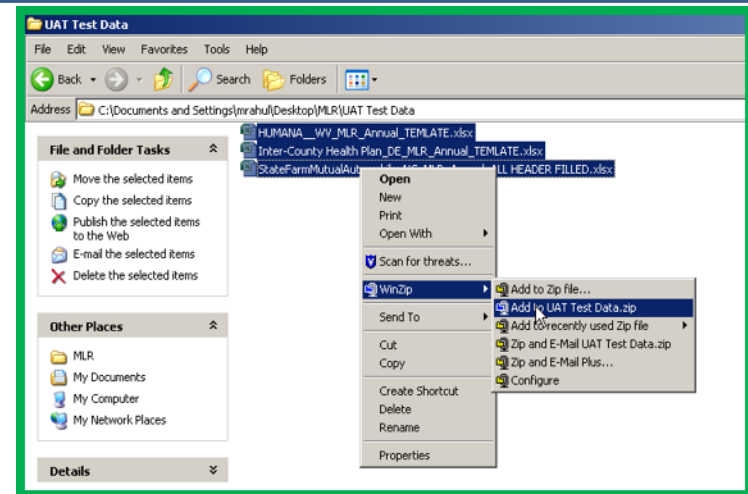 UAT Test Data
File Edit View Favorites Tools Help
Back Search Folders
Address C:\Documents and Settings\mrahul\Desktop\MLR\UAT Test Data
File and Folder Tasks
Move the selected items
Copy the selected items
Publish the selected items
to the Web
E-mail the selected items
Delete the selected items
Other Places
MLR
My Documents
My Computer
My Network Places
Details
HUMANA__WV_MLR_Annual_TEMLATE.xlsx
Inter-County Health Plan_DE_MLR_Annual_TEMLATE.xlsx
HEADER FILLED.xlsx
Open
New
Print
Open With
Scan for threats...
WinZip
Send To
Cut
Copy
Create Shortcut
Delete
Rename
Properties
Add to Zip file...
Add to UAT Test Data.zip
Add to recently used Zip file
Zip and E-Mail UAT Test Data.zip
Zip and E-Mail Plus...
Configure